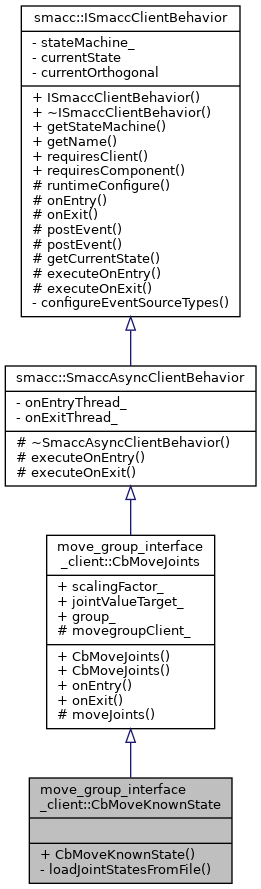 smacc::ISmaccClientBehavior
- stateMachine_
- currentState
- currentOrthogonal
+ ISmaccClientBehavior()
+ ~ISmaccClientBehavior()
+ getStateMachine()
+ getName()
+ requiresClient()
+ requiresComponent()
# runtimeConfigure()
# onEntry()
# onExit()
# postEvent()
# postEvent()
# getCurrentState()
# executeOnEntry()
# executeOnExit()
- configureEventSourceTypes()
smacc::SmaccAsyncClientBehavior
- onEntryThread_
- onExitThread_
# ~SmaccAsyncClientBehavior()
# executeOnEntry()
# executeOnExit()
move_group_interface
_client::CbMoveJoints
+ scalingFactor_
+ jointValueTarget_
+ group_
# movegroupClient_
+ CbMoveJoints()
+ CbMoveJoints()
+ onEntry()
+ onExit()
# moveJoints()
move_group_interface
_client::CbMoveKnownState
+ CbMoveKnownState()
- loadJointStatesFromFile()